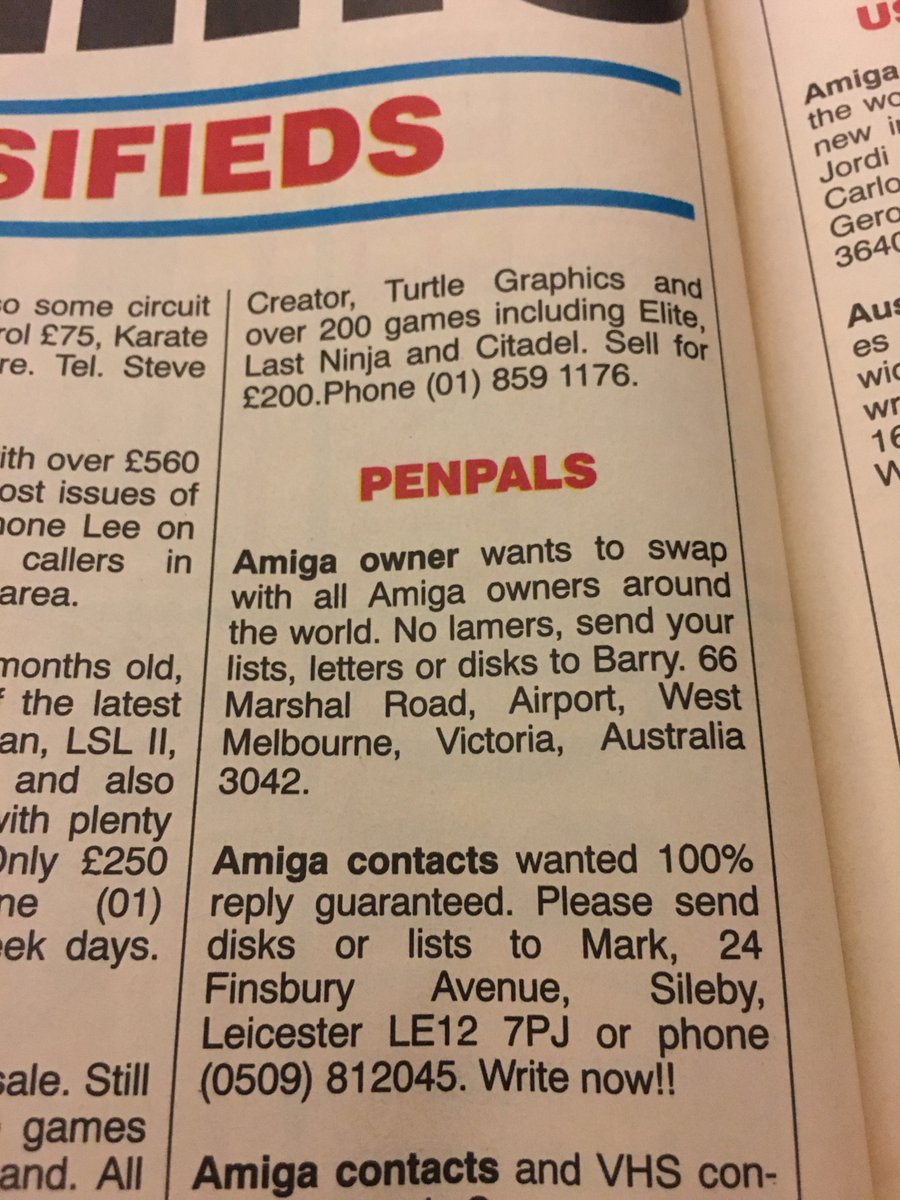 SIFIEDS
so some circuit
rol £75, Karate
re. Tel. Steve
ith over £560
ost issues of
hone Lee on
callers in
area.
months old,
f the latest
an, LSL II,
and also
with plenty
Only £250
ne (01)
eek days.
sale. Still
games
and. All
Creator, Turtle Graphics and
over 200 games including Elite,
Last Ninja and Citadel. Sell for
£200.Phone (01) 859 1176.
PENPALS
Amiga owner wants to swap
with all Amiga owners around
the world. No lamers, send your
lists, letters or disks to Barry. 66
Marshal Road, Airport, West
Melbourne, Victoria, Australia
3042.
Amiga contacts wanted 100%
reply guaranteed. Please send
disks or lists to Mark, 24
Finsbury Avenue, Sileby,
Leicester LE12 7PJ or phone
(0509) 812045. Write now!!
Amiga contacts and VHS con-
US
Amiga
the wo
new i
Jordi
Carlo
Gero
3640
Aus
es
wic
wr
16
W